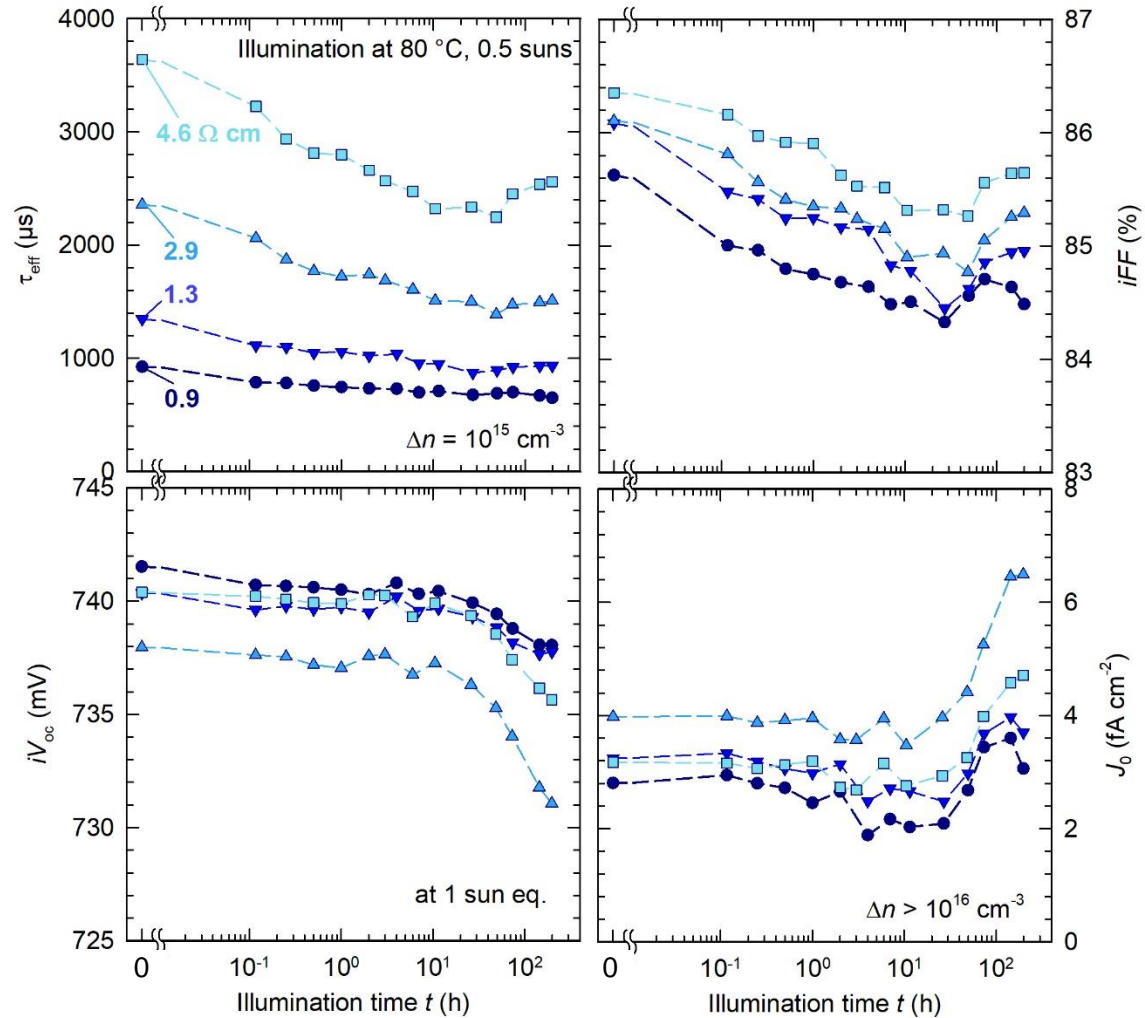 4000
3000
2000
1000
0
τeff (µs)
Illumination at 80 °C, 0.5 suns
4.6 Ω cm
2.9
1.3
0.9
Δn = 10^15 cm^-3
87
86
85
84
83
iFF (%)
745
740
735
730
725
iVoc (mV)
at 1 sun eq.
0 10^-1 10^0 10^1 10^2
Illumination time t (h)
8
6
4
2
0
J0 (fA cm^-2)
Δn > 10^16 cm^-3
0 10^-1 10^0 10^1 10^2
Illumination time t (h)